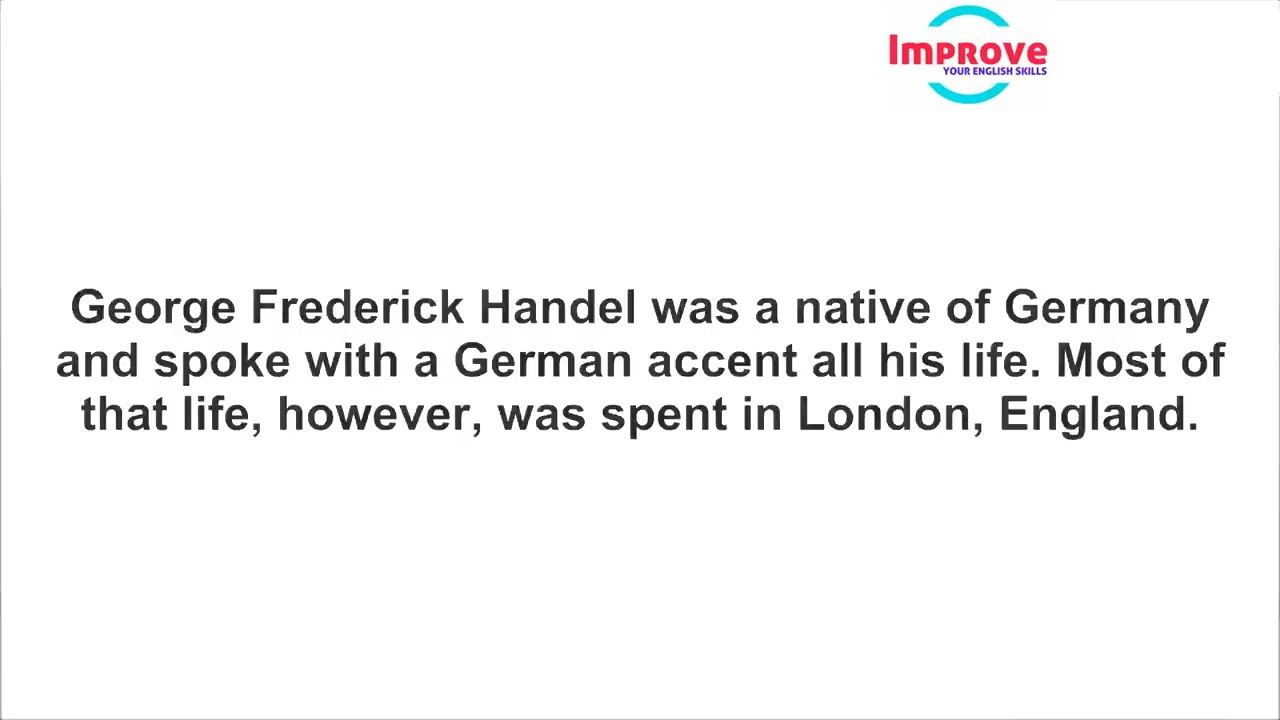 Improve
YOUR ENGLISH SKILLS
George Frederick Handel was a native of Germany
and spoke with a German accent all his life. Most of
that life, however, was spent in London, England.